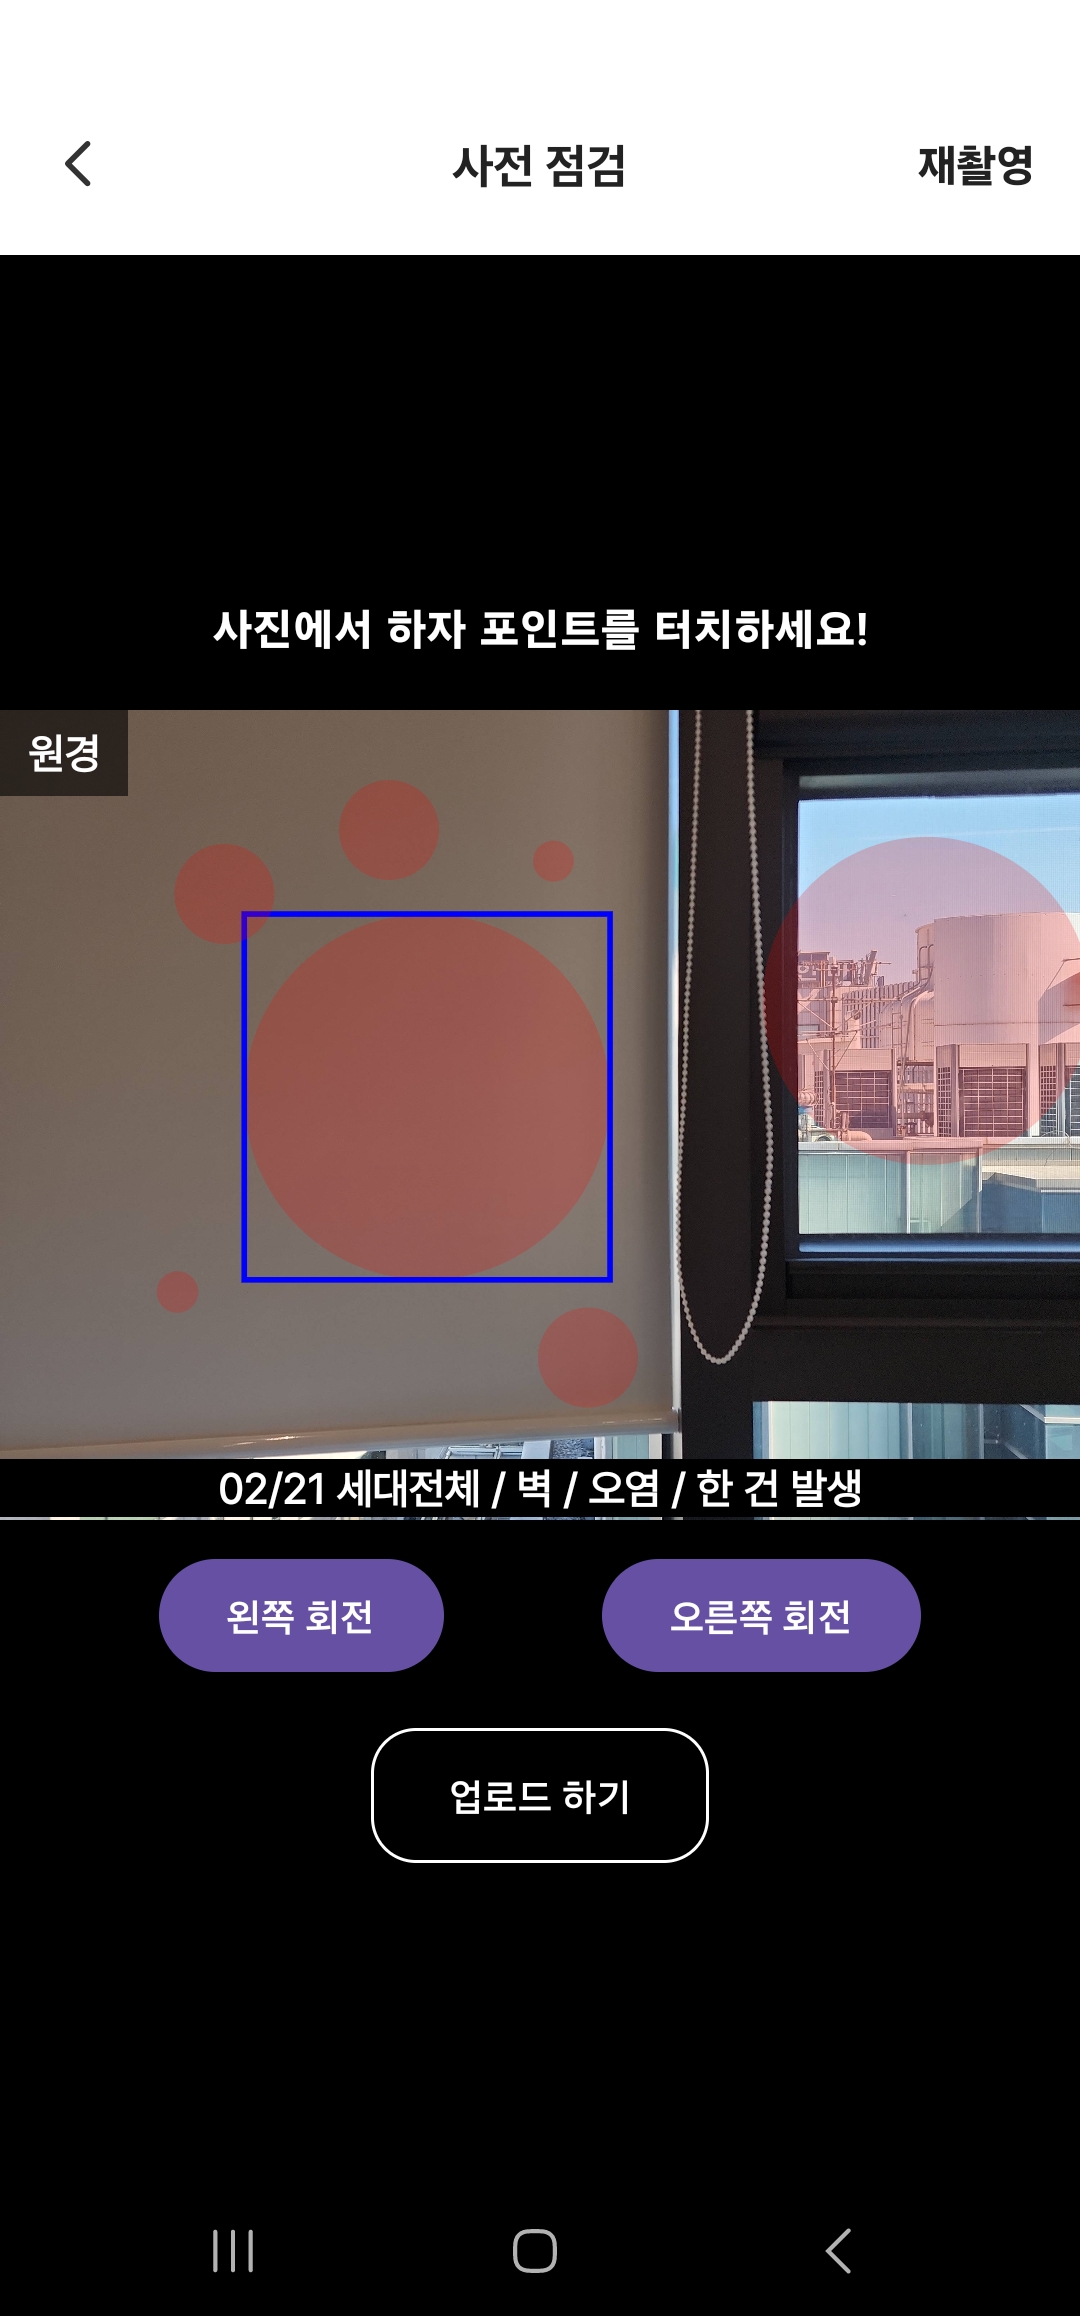 사전 점검
재촬영
사진에서 하자 포인트를 터치하세요!
원경
02/21 세대전체 / 벽 / 오염 / 한 건 발생
왼쪽 회전
오른쪽 회전
업로드 하기